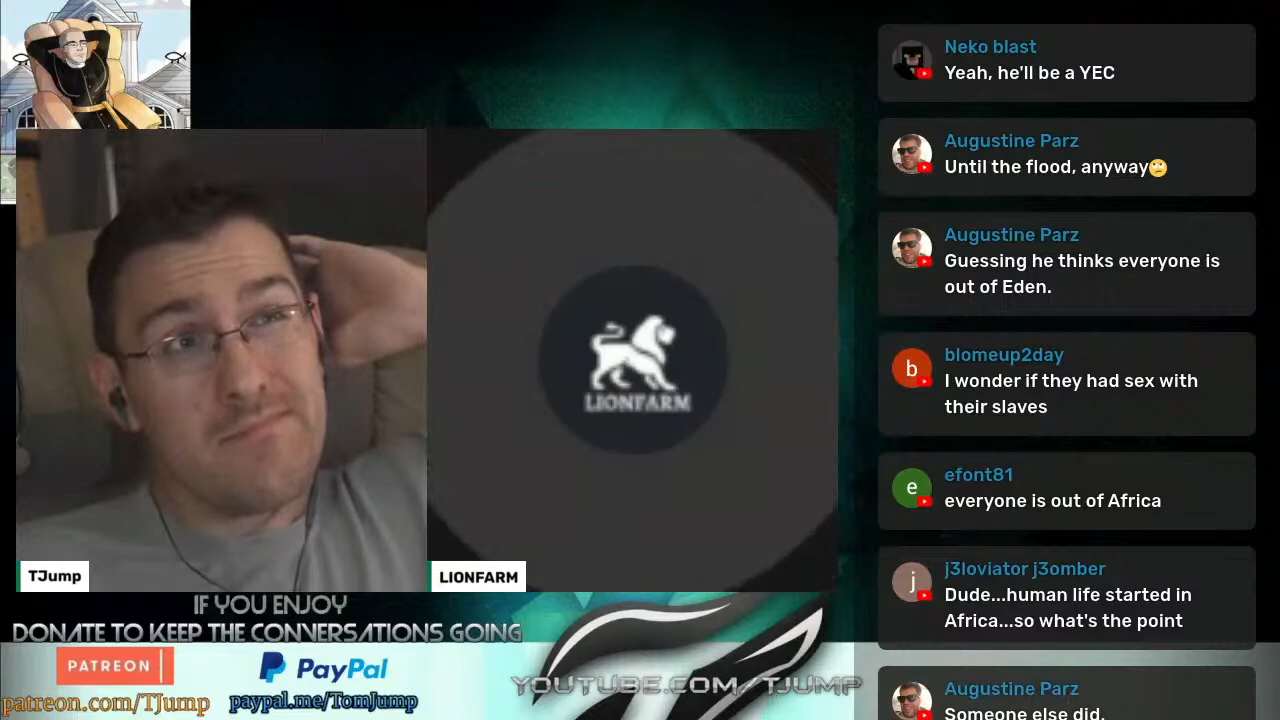 Neko blast
Yeah, he'll be a YEC
Augustine Parz
Until the flood, anyway🙄
Augustine Parz
Guessing he thinks everyone is
out of Eden.
blomeup2day
b
I wonder if they had sex with
their slaves
efont81
e
everyone is out of Africa
j3loviator j3omber
j
Dude...human life started in
Africa...so what's the point
Augustine Parz
Someone else did.
LIONFARM
TJump
LIONFARM
IF YOU ENJOY
DONATE TO KEEP THE CONVERSATIONS GOING
PATREON
PayPal
patreon.com/TJump
paypal.me/TomJump
YOUTUBE.COM/TJUMP